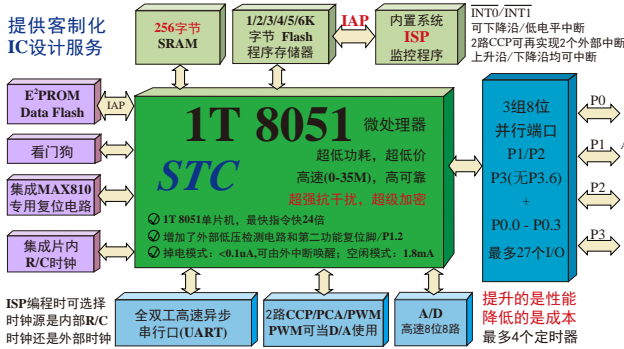 提供客制化
IC设计服务
256字节
SRAM
1/2/3/4/5/6K
字节 Flash
程序存储器
IAP
内置系统
ISP
监控程序
INT0/INT1
可下降沿/低电平中断
2路CCP可再实现2个外部中断
上升沿/下降沿均可中断
E²PROM
Data Flash
IAP
看门狗
集成MAX810
专用复位电路
集成片内
R/C时钟
1T 8051 微处理器
STC
超低功耗，超低价
高速(0-35M)，高可靠
超强抗干扰，超级加密
1T 8051单片机，最快指令快24倍
增加了外部低压检测电路和第二功能复位脚/P1.2
掉电模式：<0.1uA,可由外中断唤醒；空闲模式：1.8mA
3组8位
并行端口
P1/P2
P3(无P3.6)
+
P0.0 - P0.3
最多27个I/O
P0
P1
P2
P3
ISP编程时可选择
时钟源是内部R/C
时钟还是外部时钟
全双工高速异步
串行口(UART)
2路CCP/PCA/PWM
PWM可当D/A使用
A/D
高速8位8路
提升的是性能
降低的是成本
最多4个定时器